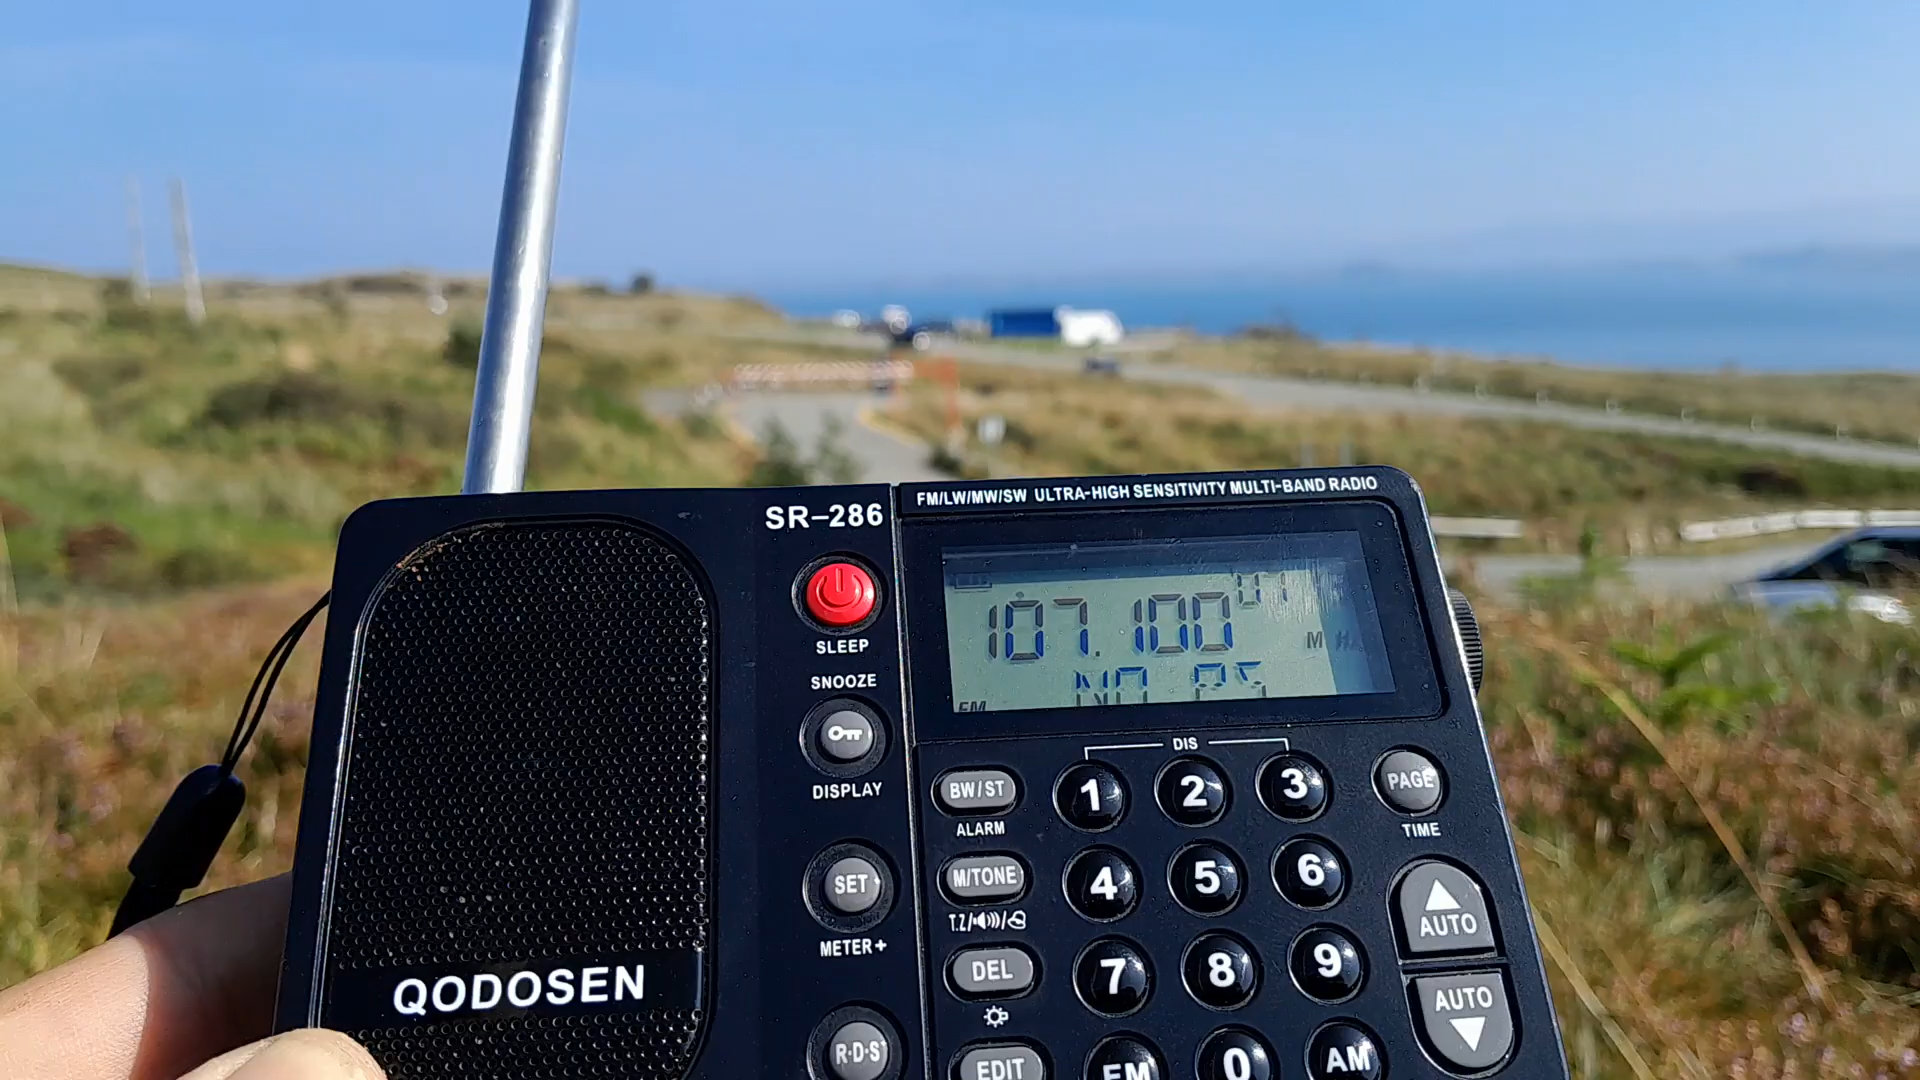 FM/LW/MW/SW ULTRA-HIGH SENSITIVITY MULTI-BAND RADIO
SR-286
107.100
NO PS
FM
SLEEP
SNOOZE
DISPLAY
DIS
BW/ST
1
2
3
PAGE
ALARM
TIME
M/TONE
4
5
6
SET
METER+
T.Z/
AUTO
DEL
7
8
9
AUTO
QODOSEN
R·D·S
EDIT
FM
0
AM